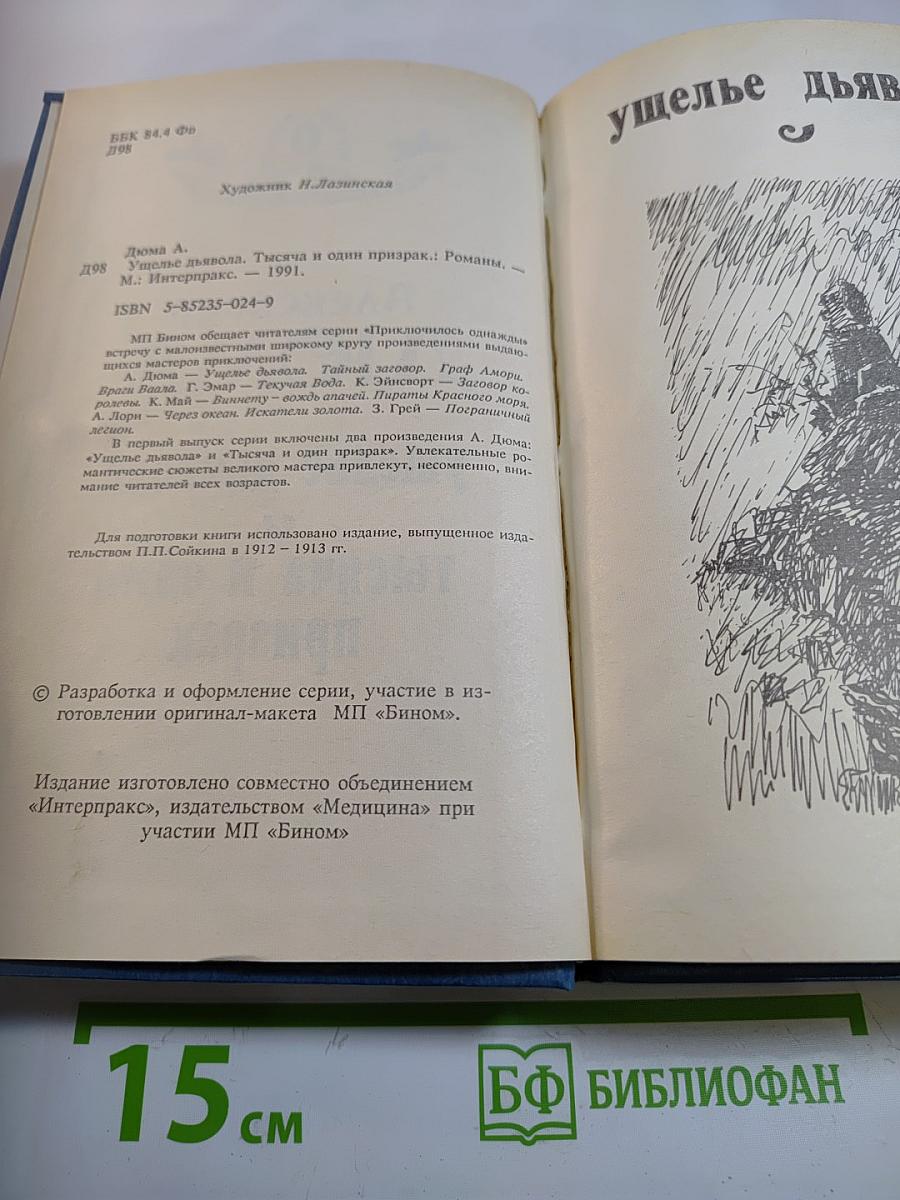 ББК 84.4 Фр
Д98
Художник Н.Лазинская
Дюма А.
Д98 Ущелье дьявола. Тысяча и один призрак.: Романы. —
М.: Интерпракс. — 1991.
ISBN 5-85235-024-9
МП Бином обещает читателям серии «Приключилось однажды»
встречу с малоизвестными широкому кругу произведениями выдаю-
щихся мастеров приключений:
А. Дюма — Ущелье дьявола. Тайный заговор. Граф Амори.
Враги Ваала. Г. Эмар — Текучая Вода. К. Эйнсворт — Заговор ко-
ролевы. К. Май — Виннету – вождь апачей. Пираты Красного моря.
А. Лори — Через океан. Искатели золота. З. Грей — Пограничный
легион.
В первый выпуск серии включены два произведения А. Дюма:
«Ущелье дьявола» и «Тысяча и один призрак». Увлекательные ро-
мантические сюжеты великого мастера привлекут, несомненно, вни-
мание читателей всех возрастов.
Для подготовки книги использовано издание, выпущенное изда-
тельством П.П.Сойкина в 1912 – 1913 гг.
© Разработка и оформление серии, участие в из-
готовлении оригинал-макета МП «Бином».
Издание изготовлено совместно объединением
«Интерпракс», издательством «Медицина» при
участии МП «Бином»
ущелье дьяв
15 см
БФ БИБЛИОФАН